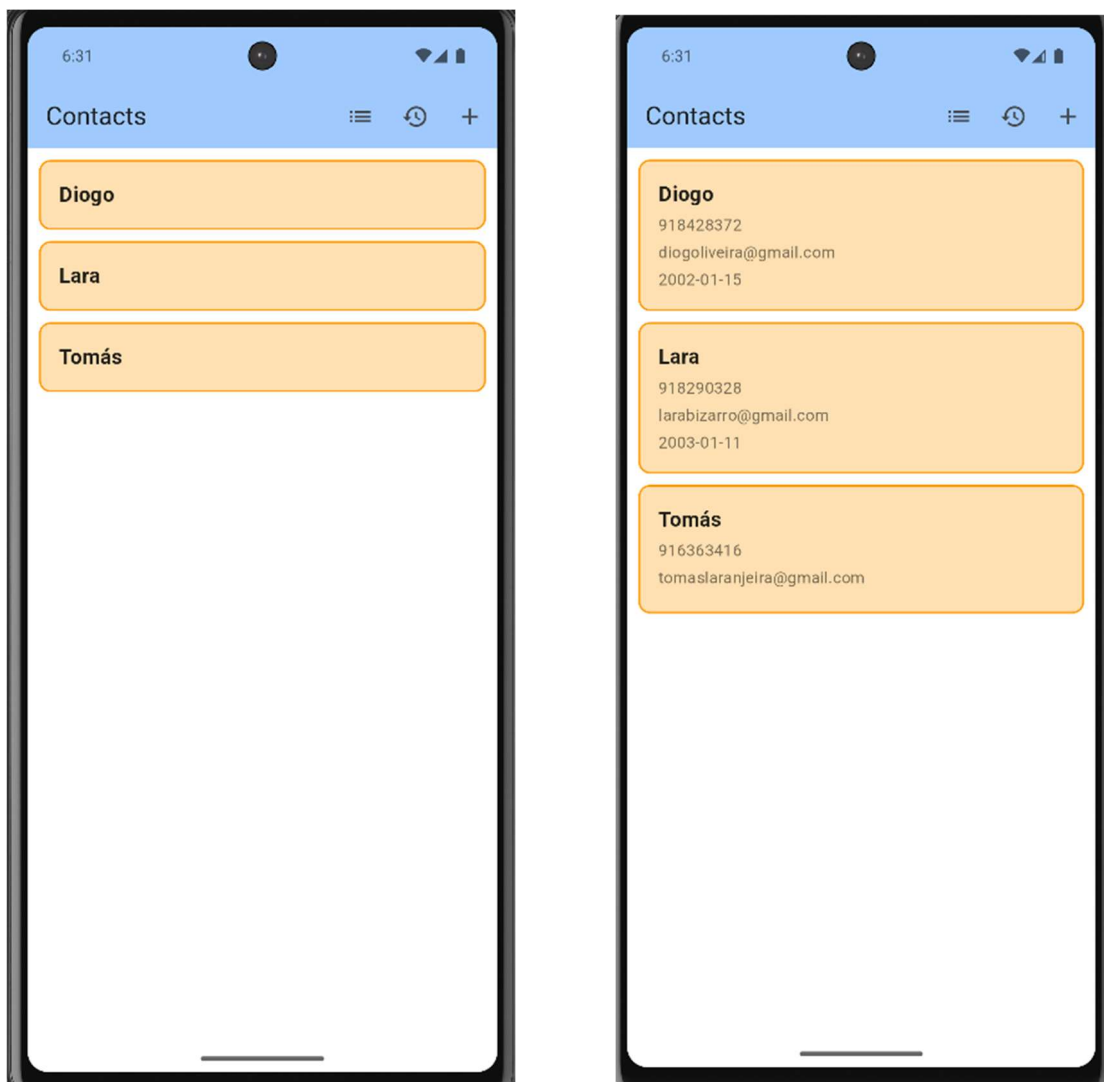 6:31
Contacts
Diogo
Lara
Tomás
6:31
Contacts
Diogo
918428372
diogoliveira@gmail.com
2002-01-15
Lara
918290328
larabizarro@gmail.com
2003-01-11
Tomás
916363416
tomaslaranjeira@gmail.com